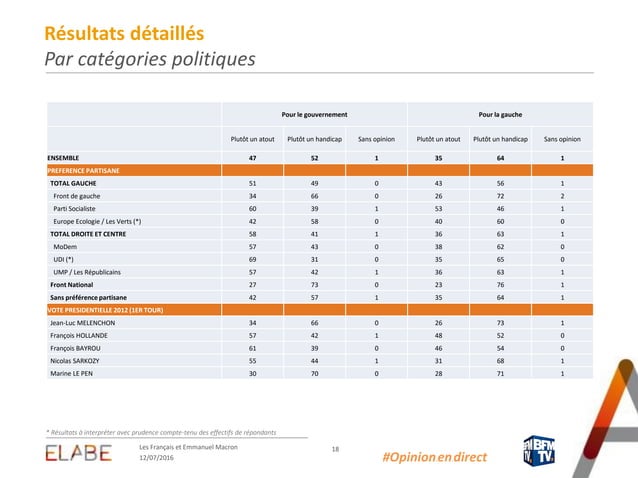 Résultats détaillés
Par catégories politiques
Pour le gouvernement Pour la gauche
Plutôt un atout Plutôt un handicap Sans opinion Plutôt un atout Plutôt un handicap Sans opinion
ENSEMBLE 47 52 1 35 64 1
PREFERENCE PARTISANE
TOTAL GAUCHE 51 49 0 43 56 1
Front de gauche 34 66 0 26 72 2
Parti Socialiste 60 39 1 53 46 1
Europe Ecologie / Les Verts (*) 42 58 0 40 60 0
TOTAL DROITE ET CENTRE 58 41 1 36 63 1
MoDem 57 43 0 38 62 0
UDI (*) 69 31 0 35 65 0
UMP / Les Républicains 57 42 1 36 63 1
Front National 27 73 0 23 76 1
Sans préférence partisane 42 57 1 35 64 1
VOTE PRESIDENTIELLE 2012 (1ER TOUR)
Jean-Luc MELENCHON 34 66 0 26 73 1
François HOLLANDE 57 42 1 48 52 0
François BAYROU 61 39 0 46 54 0
Nicolas SARKOZY 55 44 1 31 68 1
Marine LE PEN 30 70 0 28 71 1
* Résultats à interpréter avec prudence compte-tenu des effectifs de répondants
ELABE
Les Français et Emmanuel Macron
12/07/2016
18
#Opinion en direct
BFM
TV.